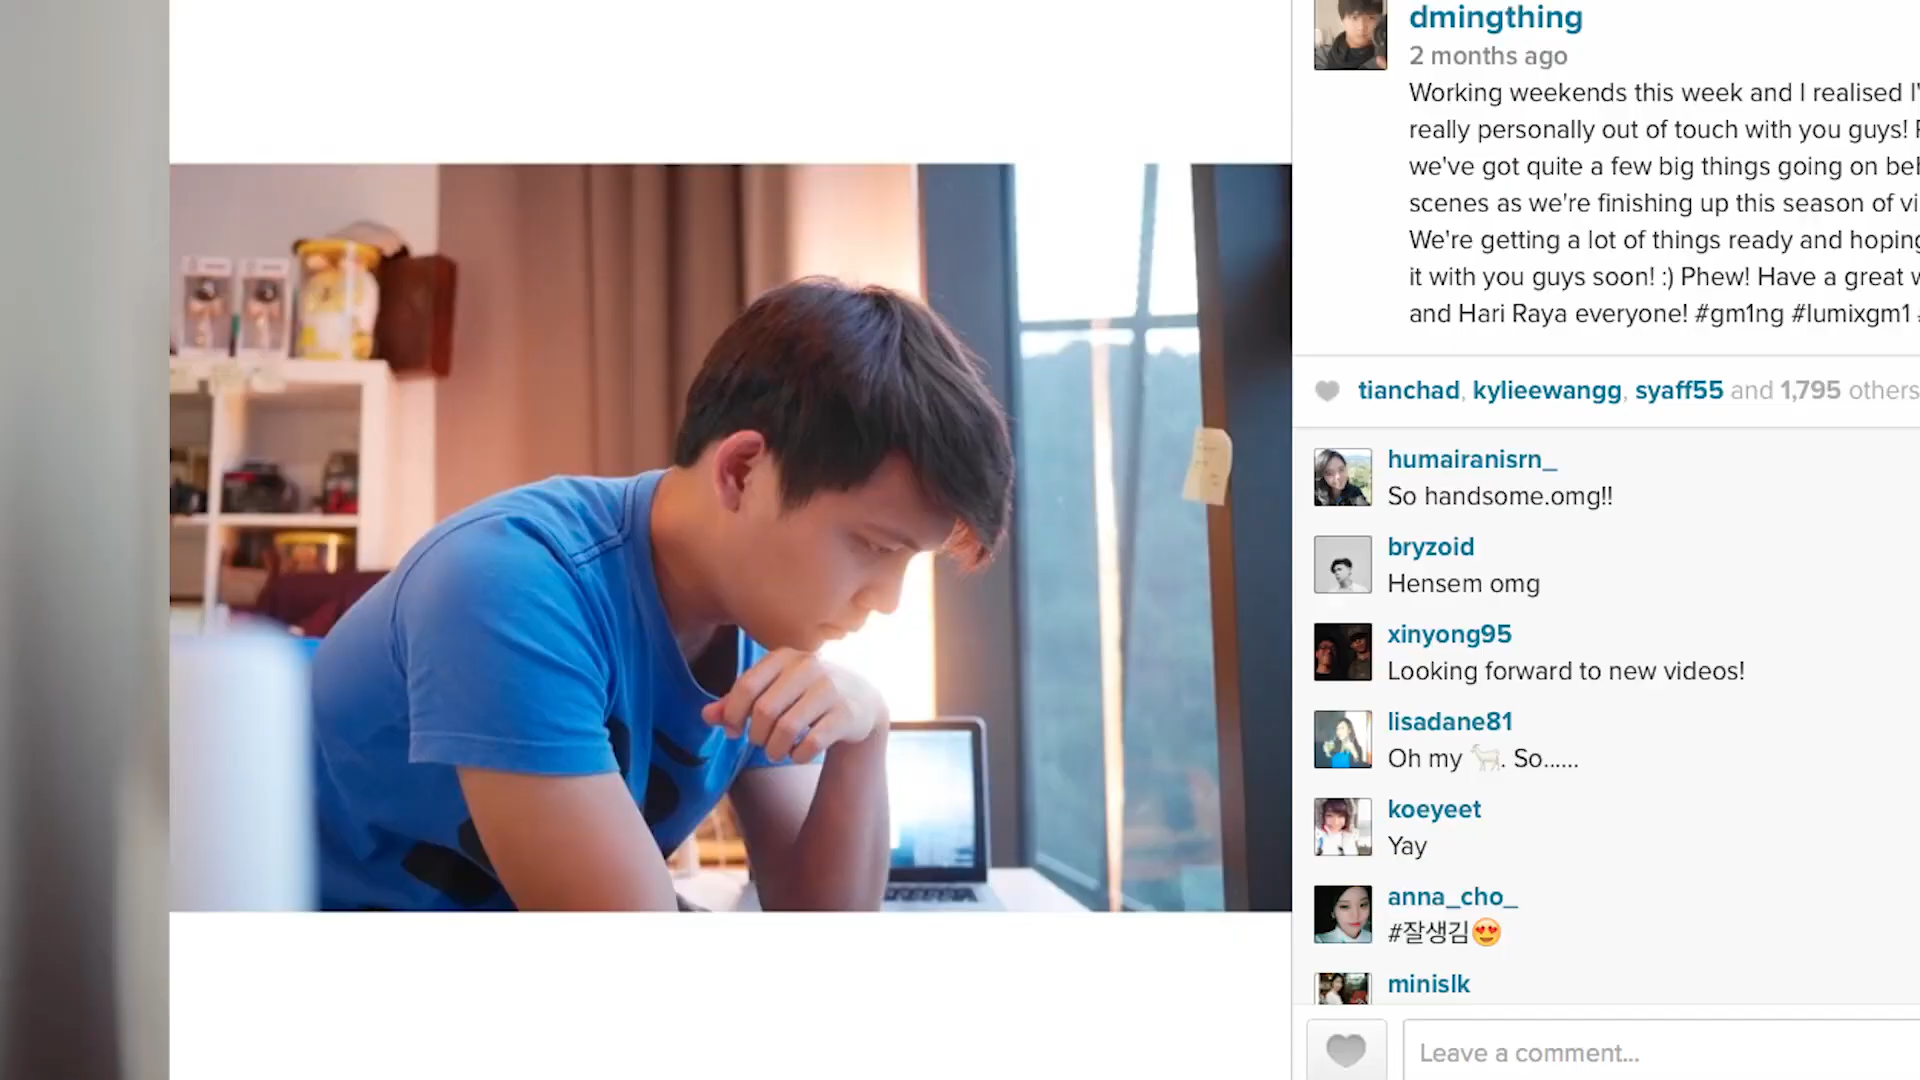 dmingthing
2 months ago
Working weekends this week and I realised I'
really personally out of touch with you guys!
we've got quite a few big things going on beh
scenes as we're finishing up this season of vi
We're getting a lot of things ready and hoping
it with you guys soon! :) Phew! Have a great w
and Hari Raya everyone! #gm1ng #lumixgm1
tianchad, kylieewangg, syaff55 and 1,795 others
humairanisrn_
So handsome.omg!!
bryzoid
Hensem omg
xinyong95
Looking forward to new videos!
lisadane81
Oh my 🐐. So......
koeyeet
Yay
anna_cho_
#잘생김😍
minislk
Leave a comment...